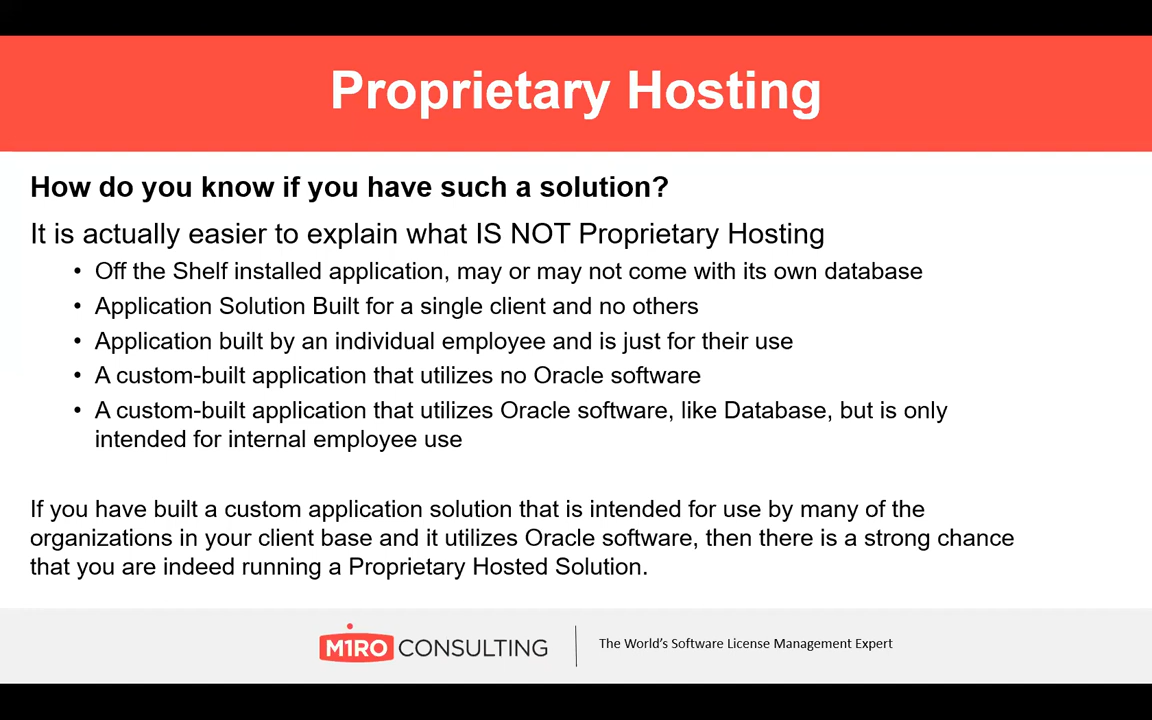 Proprietary Hosting
How do you know if you have such a solution?
It is actually easier to explain what IS NOT Proprietary Hosting
• Off the Shelf installed application, may or may not come with its own database
• Application Solution Built for a single client and no others
• Application built by an individual employee and is just for their use
• A custom-built application that utilizes no Oracle software
• A custom-built application that utilizes Oracle software, like Database, but is only
intended for internal employee use
If you have built a custom application solution that is intended for use by many of the
organizations in your client base and it utilizes Oracle software, then there is a strong chance
that you are indeed running a Proprietary Hosted Solution.
MIRO CONSULTING
The World's Software License Management Expert